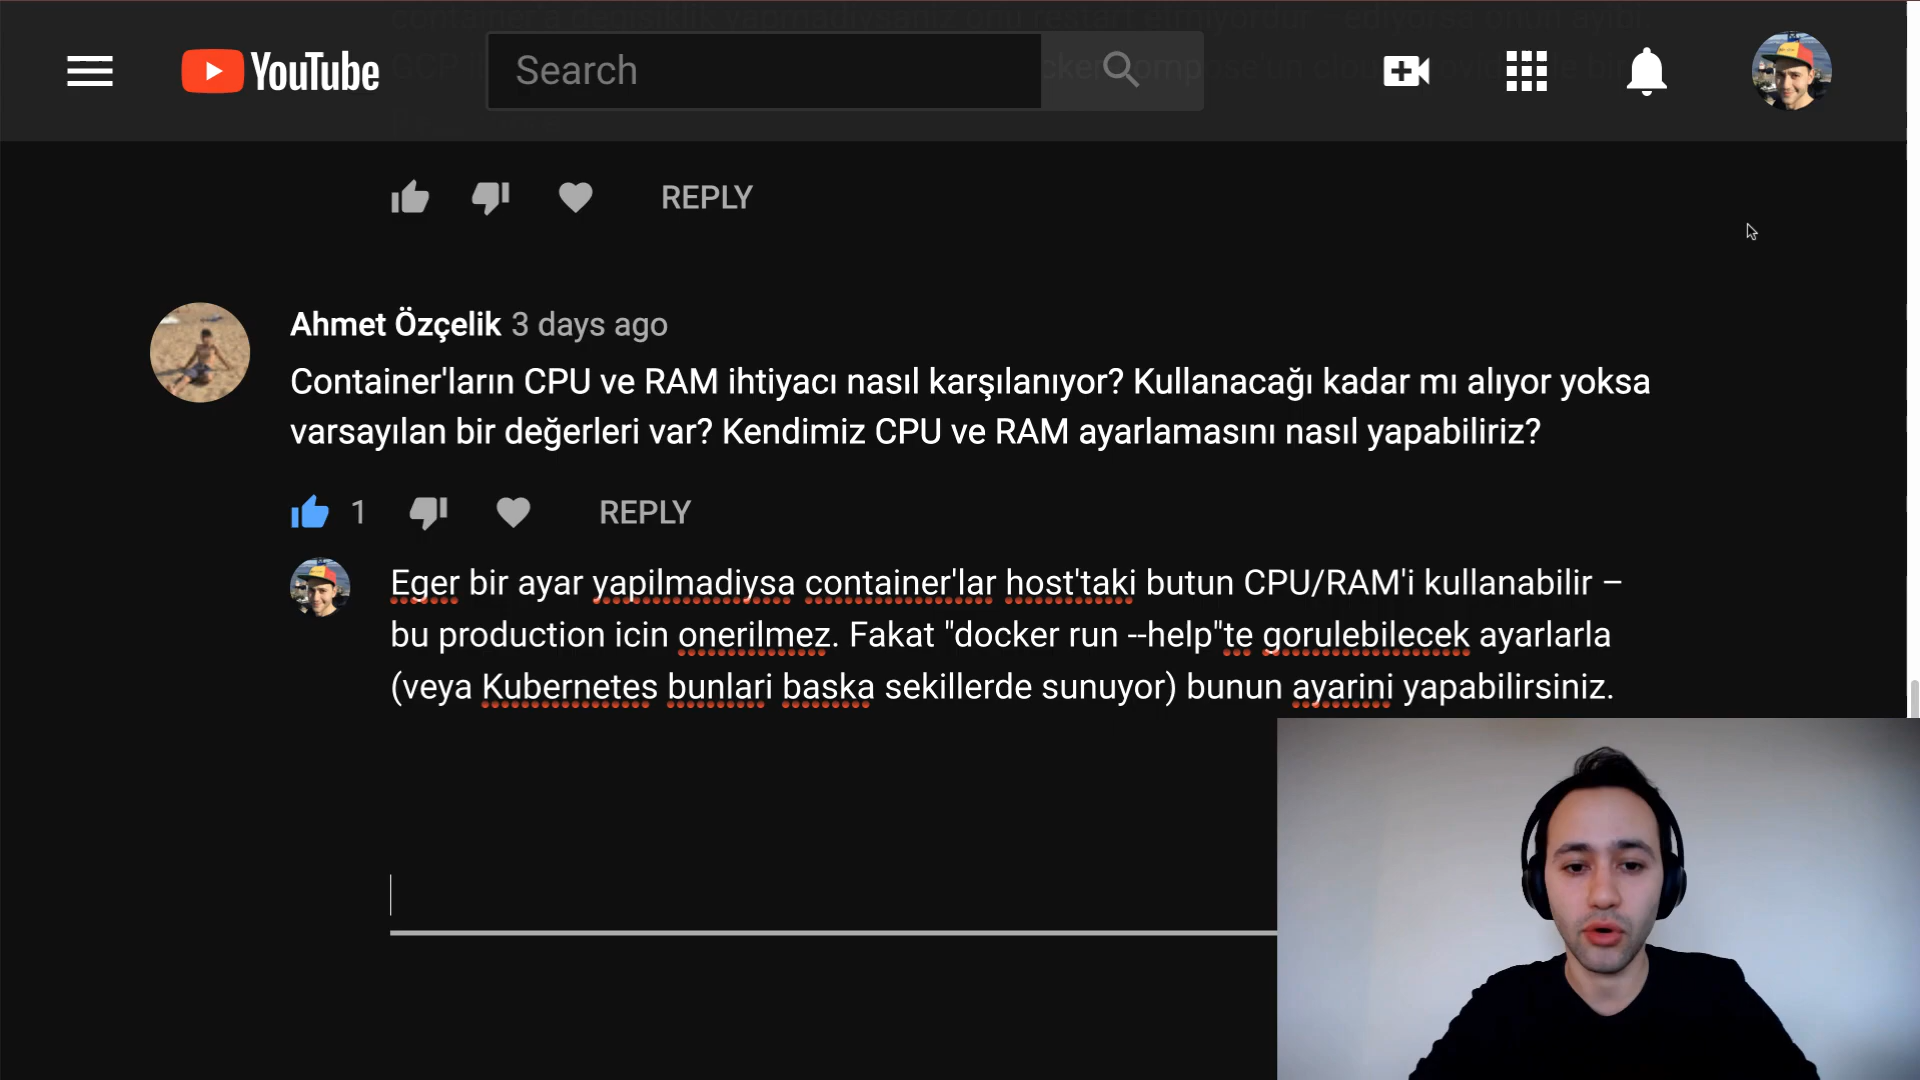 YouTube
Search
REPLY
Ahmet Özçelik 3 days ago
Container'ların CPU ve RAM ihtiyacı nasıl karşılanıyor? Kullanacağı kadar mı alıyor yoksa
varsayılan bir değerleri var? Kendimiz CPU ve RAM ayarlamasını nasıl yapabiliriz?
1 REPLY
Eger bir ayar yapilmadiysa container'lar host'taki butun CPU/RAM'i kullanabilir –
bu production icin onerilmez. Fakat "docker run --help"te gorulebilecek ayarlarla
(veya Kubernetes bunlari baska sekillerde sunuyor) bunun ayarini yapabilirsiniz.